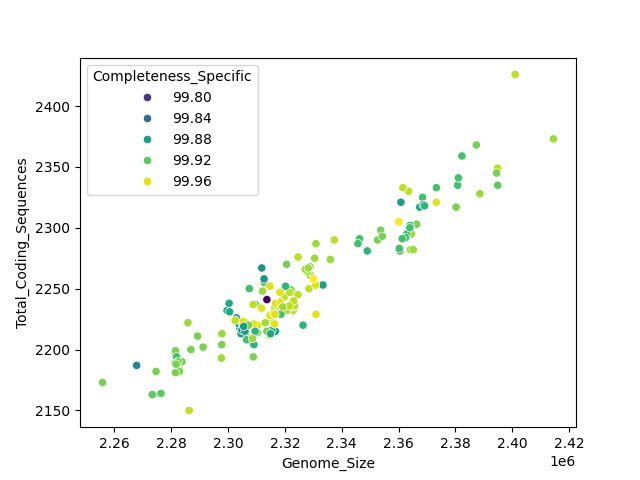 Completeness_Specific
99.80
99.84
99.88
99.92
99.96
2400
2350
2300
2250
2200
2150
Total_Coding_Sequences
2.26 2.28 2.30 2.32 2.34 2.36 2.38 2.40 2.42
1e6
Genome_Size